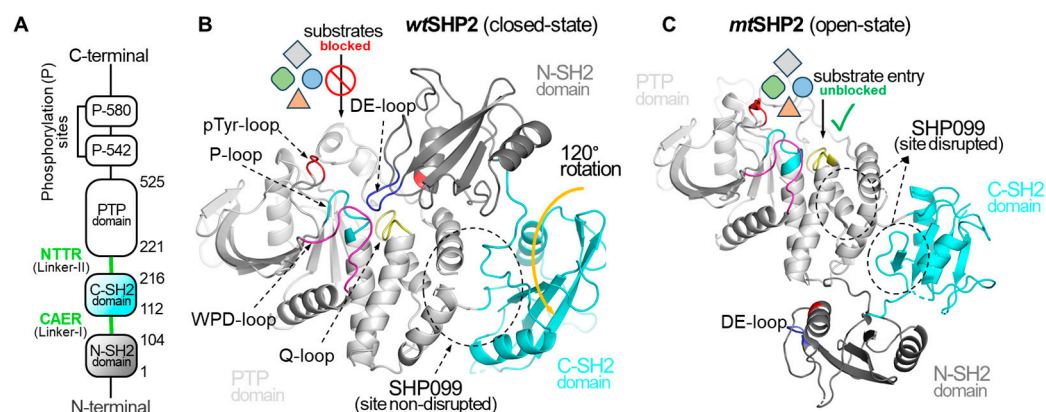 A
C-terminal
Phosphorylation (P)
sites
P-580
P-542
525
PTP
domain
221
NTTR
(Linker-II)
216
C-SH2
domain
112
CAER
(Linker-I)
104
N-SH2
domain
1
N-terminal
B
wtSHP2 (closed-state)
substrates
blocked
N-SH2
domain
DE-loop
pTyr-loop
P-loop
120°
rotation
WPD-loop
Q-loop
PTP
domain
SHP099
(site non-disrupted)
C-SH2
domain
C
mtSHP2 (open-state)
PTP
domain
substrate entry
unblocked
SHP099
(site disrupted)
C-SH2
domain
DE-loop
N-SH2
domain